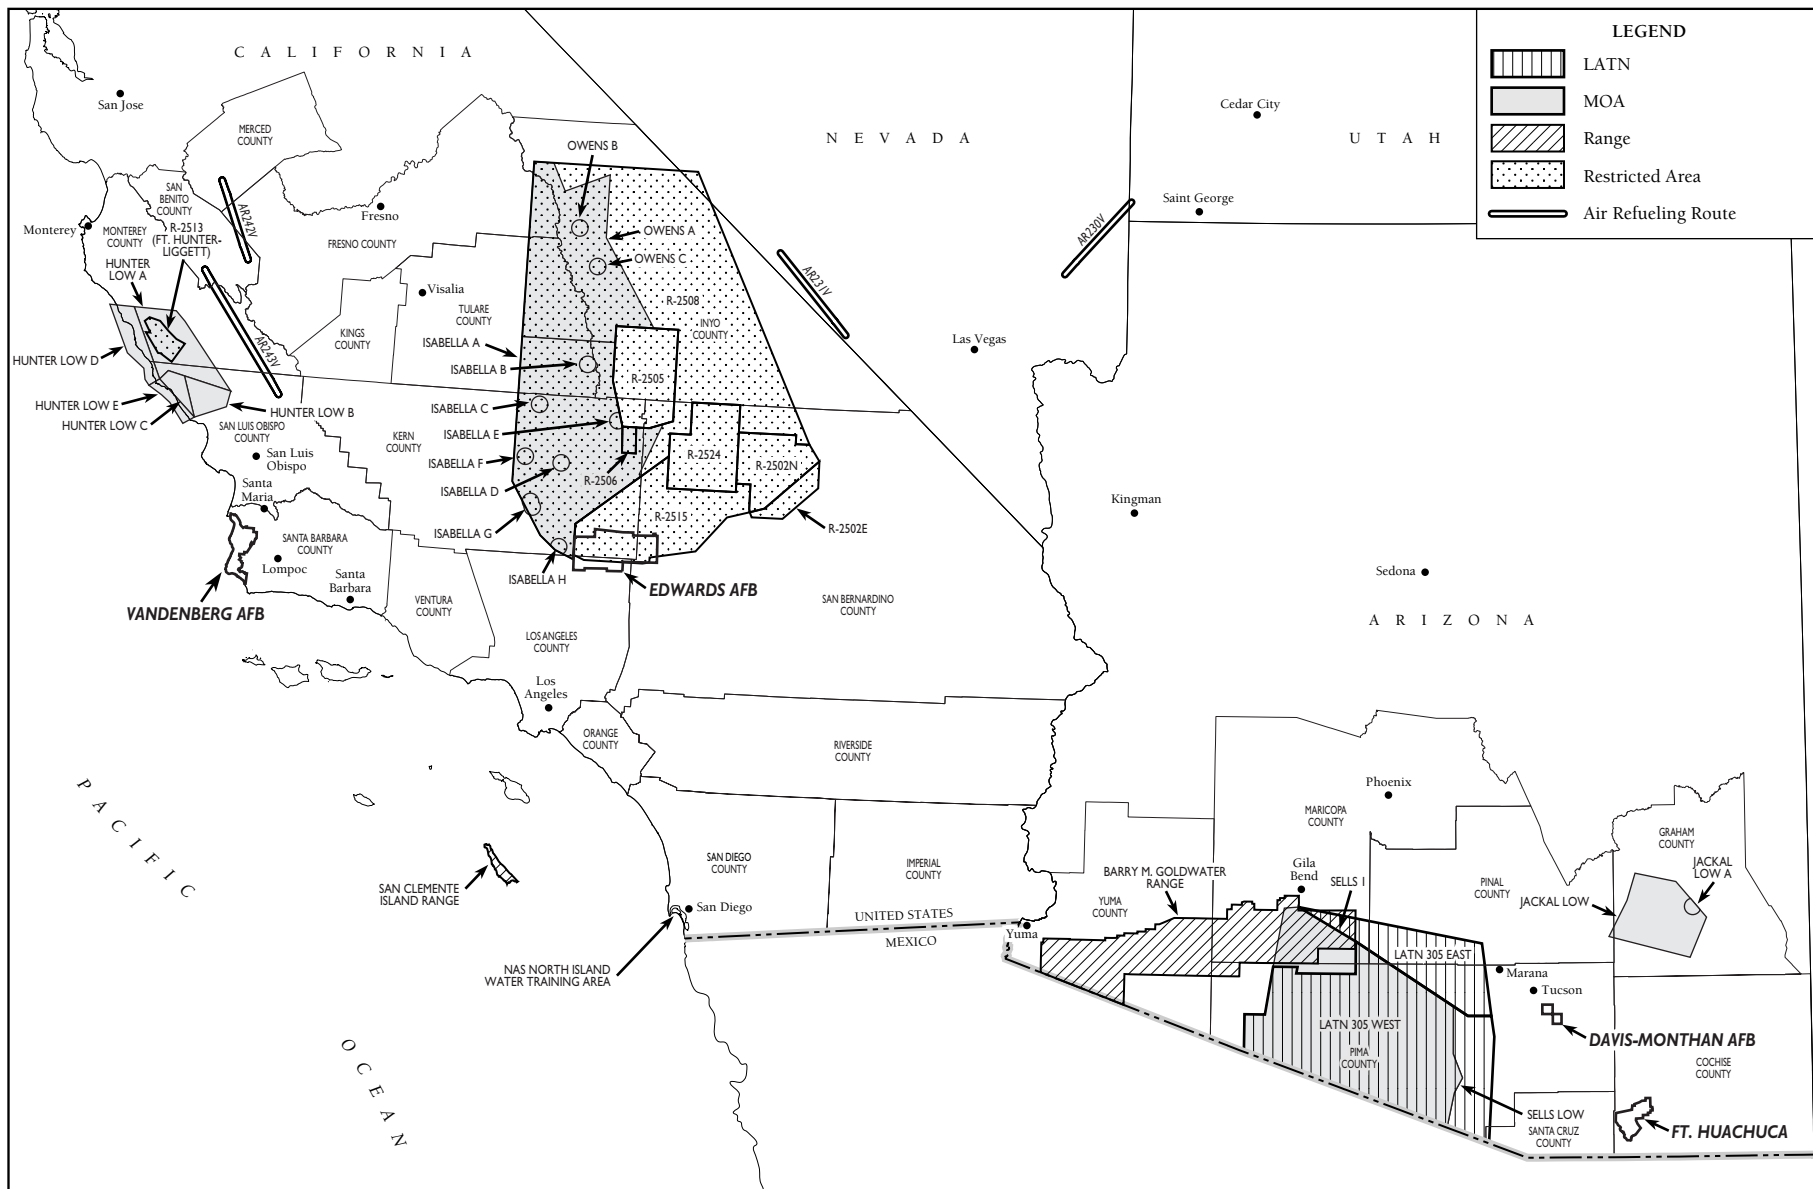 LEGEND
LATN
MOA
Range
Restricted Area
Air Refueling Route
CALIFORNIA
NEVADA
UTAH
ARIZONA
PACIFIC
OCEAN
UNITED STATES
MEXICO
San Jose
MERCED
COUNTY
SAN
BENITO
COUNTY
Monterey
MONTEREY
COUNTY
R-2513
(FT. HUNTER-
LIGGETT)
HUNTER
LOW A
AR242V
AR243V
Fresno
FRESNO COUNTY
Visalia
TULARE
COUNTY
KINGS
COUNTY
HUNTER LOW D
HUNTER LOW E
HUNTER LOW C
HUNTER LOW B
SAN LUIS OBISPO
COUNTY
San Luis
Obispo
Santa
Maria
KERN
COUNTY
SANTA BARBARA
COUNTY
Lompoc
Santa
Barbara
VANDENBERG AFB
VENTURA
COUNTY
LOS ANGELES
COUNTY
Los
Angeles
ORANGE
COUNTY
OWENS B
OWENS A
OWENS C
R-2508
INYO
COUNTY
ISABELLA A
ISABELLA B
R-2505
ISABELLA C
ISABELLA E
ISABELLA F
ISABELLA D
R-2506
ISABELLA G
ISABELLA H
R-2524
R-2502N
R-2515
R-2502E
EDWARDS AFB
SAN BERNARDINO
COUNTY
RIVERSIDE
COUNTY
SAN DIEGO
COUNTY
IMPERIAL
COUNTY
San Diego
SAN CLEMENTE
ISLAND RANGE
NAS NORTH ISLAND
WATER TRAINING AREA
AR231V
AR230V
Las Vegas
Cedar City
Saint George
Kingman
Sedona
Phoenix
MARICOPA
COUNTY
Gila
Bend
SELLS 1
BARRY M. GOLDWATER
RANGE
YUMA
COUNTY
Yuma
PINAL
COUNTY
GRAHAM
COUNTY
JACKAL
LOW A
JACKAL LOW
LATN 305 EAST
LATN 305 WEST
PIMA
COUNTY
Marana
Tucson
DAVIS-MONTHAN AFB
COCHISE
COUNTY
SELLS LOW
SANTA CRUZ
COUNTY
FT. HUACHUCA